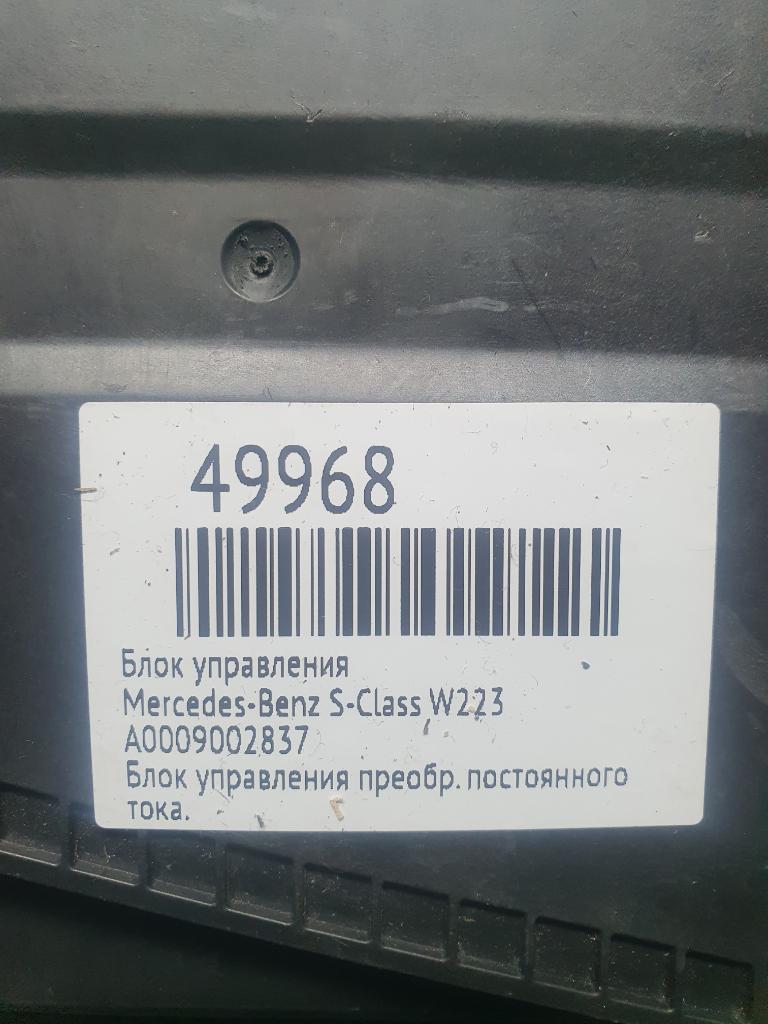 49968
Блок управления
Mercedes-Benz S-Class W223
A0009002837
Блок управления преобр. постоянного
тока.